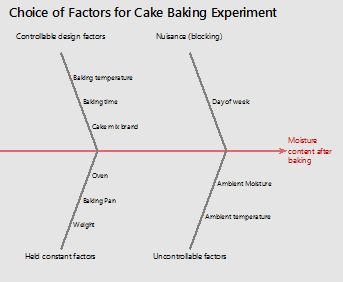 Choice of Factors for Cake Baking Experiment
Controllable design factors
Nuisance (blocking)
Baking temperature
Baking time
Cake mix brand
Day of week
Moisture
content after
baking
Oven
Baking Pan
Weight
Ambient Moisture
Ambient temperature
Held constant factors
Uncontrollable factors